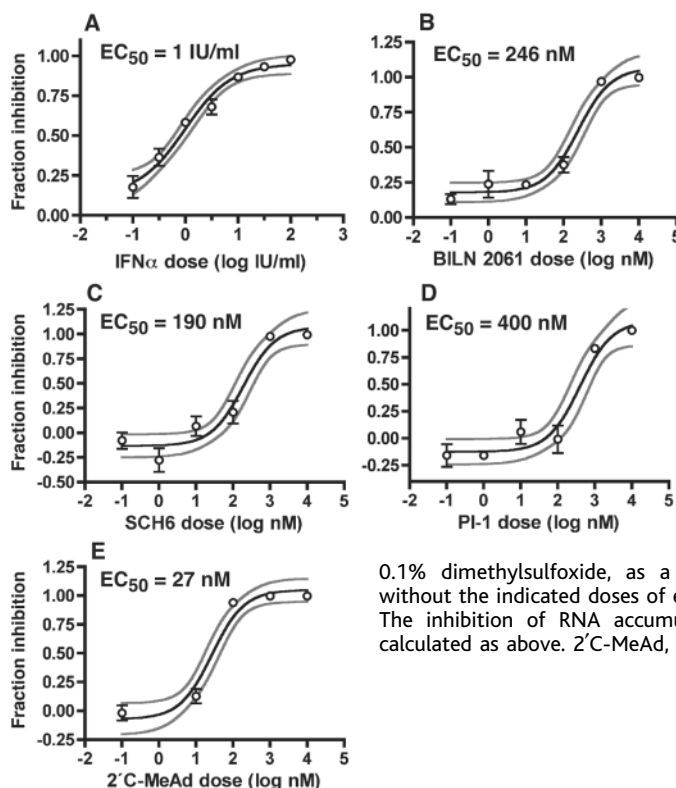 A
EC50 = 1 IU/ml
Fraction inhibition
1.00
0.75
0.50
0.25
0.00
-2 -1 0 1 2 3
IFNα dose (log IU/ml)
B
EC50 = 246 nM
1.25
1.00
0.75
0.50
0.25
0.00
-2 -1 0 1 2 3 4 5
BILN 2061 dose (log nM)
C
EC50 = 190 nM
Fraction inhibition
1.25
1.00
0.75
0.50
0.25
0.00
-0.25
-0.50
-2 -1 0 1 2 3 4 5
SCH6 dose (log nM)
D
EC50 = 400 nM
1.00
0.75
0.50
0.25
0.00
-0.25
-2 -1 0 1 2 3 4 5
PI-1 dose (log nM)
E
EC50 = 27 nM
Fraction inhibition
1.25
1.00
0.75
0.50
0.25
0.00
-0.25
-2 -1 0 1 2 3 4 5
2′C-MeAd dose (log nM)
0.1% dimethylsulfoxide, as a
without the indicated doses of e
The inhibition of RNA accumu
calculated as above. 2′C-MeAd,